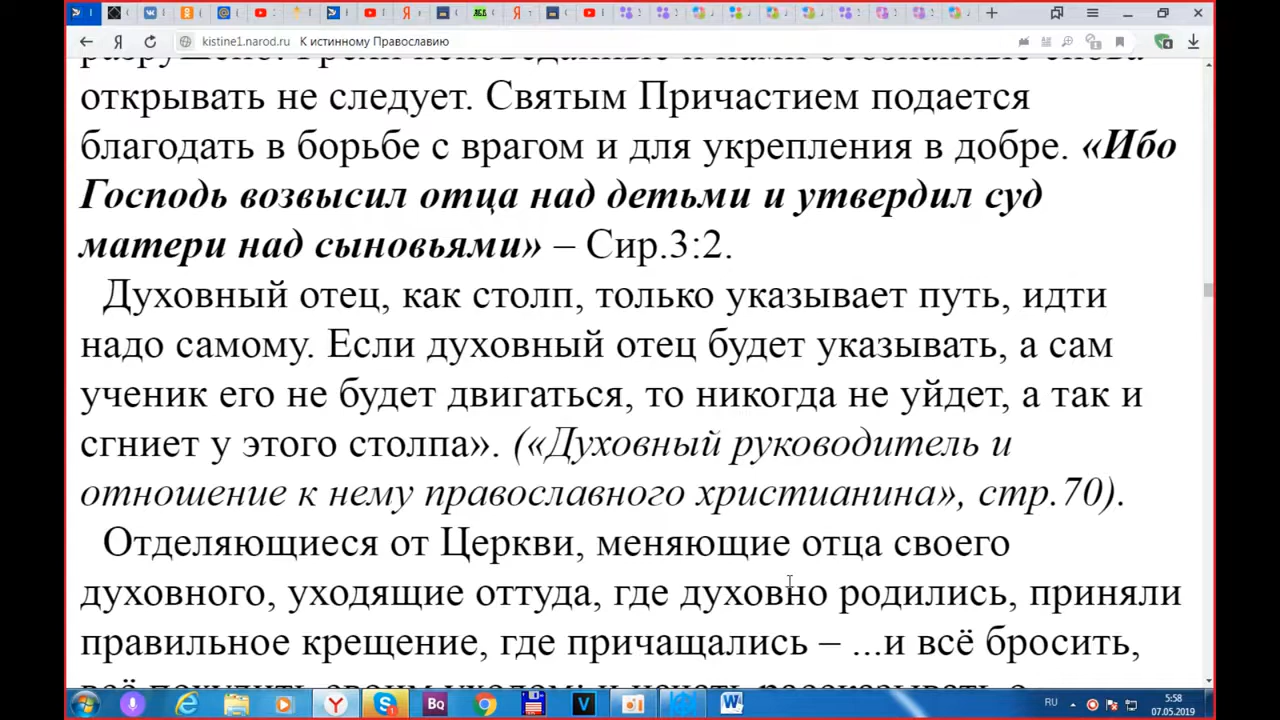 kistine1.narod.ru К истинному Православию
открывать не следует. Святым Причастием подается
благодать в борьбе с врагом и для укрепления в добре. «Ибо
Господь возвысил отца над детьми и утвердил суд
матери над сыновьями» – Сир.3:2.
Духовный отец, как столп, только указывает путь, идти
надо самому. Если духовный отец будет указывать, а сам
ученик его не будет двигаться, то никогда не уйдет, а так и
сгниет у этого столпа». («Духовный руководитель и
отношение к нему православного христианина», стр.70).
Отделяющиеся от Церкви, меняющие отца своего
духовного, уходящие оттуда, где духовно родились, приняли
правильное крещение, где причащались – ...и всё бросить,
RU
5:58
07.05.2019